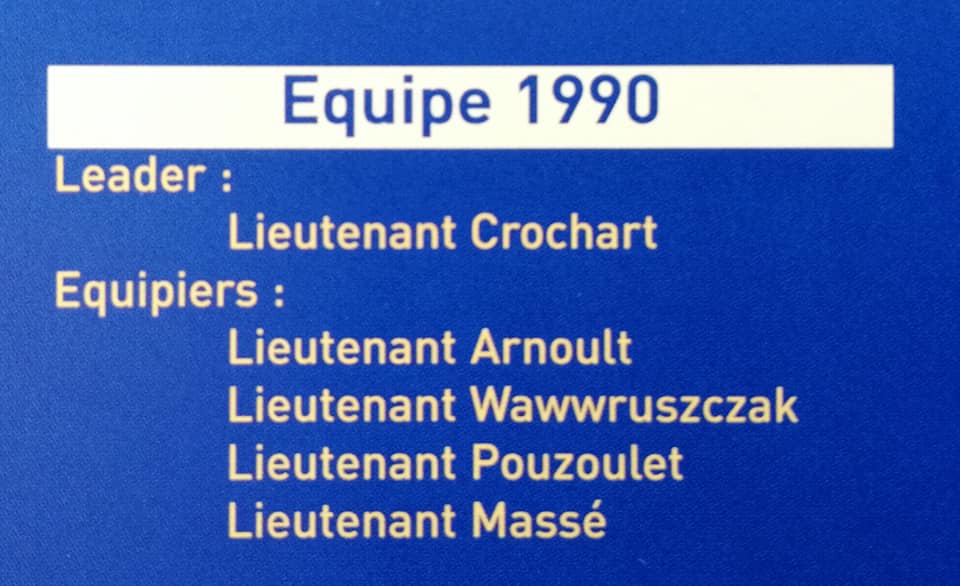 Equipe 1990
Leader :
Lieutenant Crochart
Equipiers :
Lieutenant Arnoult
Lieutenant Wawwruszczak
Lieutenant Pouzoulet
Lieutenant Massé